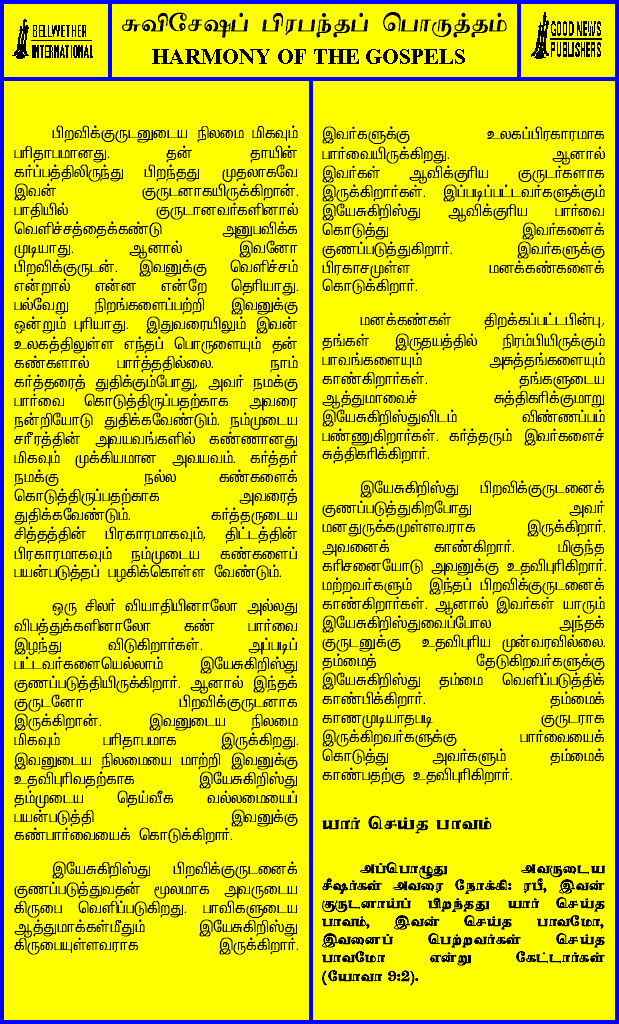 BELLWETHER
INTERNATIONAL
சுவிசேஷப் பிரபந்தப் பொருத்தம்
HARMONY OF THE GOSPELS
GOOD NEWS
PUBLISHERS
பிறவிக்குருடனுடைய நிலமை மிகவும்
பரிதாபமானது. தன் தாயின்
கர்ப்பத்திலிருந்து பிறந்தது முதலாகவே
இவன் குருடனாகயிருக்கிறான்.
பாதியில் குருடானவர்களினால்
வெளிச்சத்தைக்கண்டு அனுபவிக்க
முடியாது. ஆனால் இவனோ
பிறவிக்குருடன். இவனுக்கு வெளிச்சம்
என்றால் என்ன என்றே தெரியாது.
பல்வேறு நிறங்களைப்பற்றி இவனுக்கு
ஒன்றும் புரியாது. இதுவரையிலும் இவன்
உலகத்திலுள்ள எந்தப் பொருளையும் தன்
கண்களால் பார்த்ததில்லை. நாம்
கர்த்தரைத் துதிக்கும்போது, அவர் நமக்கு
பார்வை கொடுத்திருப்பதற்காக அவரை
நன்றியோடு துதிக்கவேண்டும். நம்முடைய
சரீரத்தின் அவயவங்களில் கண்ணானது
மிகவும் முக்கியமான அவயவம். கர்த்தர்
நமக்கு நல்ல கண்களைக்
கொடுத்திருப்பதற்காக அவரைத்
துதிக்கவேண்டும். கர்த்தருடைய
சித்தத்தின் பிரகாரமாகவும், திட்டத்தின்
பிரகாரமாகவும் நம்முடைய கண்களைப்
பயன்படுத்தப் பழகிக்கொள்ள வேண்டும்.
ஒரு சிலர் வியாதியினாலோ அல்லது
விபத்துக்களினாலோ கண் பார்வை
இழந்து விடுகிறார்கள். அப்படிப்
பட்டவர்களையெல்லாம் இயேசுகிறிஸ்து
குணப்படுத்தியிருக்கிறார். ஆனால் இந்தக்
குருடனோ பிறவிக்குருடனாக
இருக்கிறான். இவனுடைய நிலமை
மிகவும் பரிதாபமாக இருக்கிறது.
இவனுடைய நிலமையை மாற்றி இவனுக்கு
உதவிபுரிவதற்காக இயேசுகிறிஸ்து
தம்முடைய தெய்வீக வல்லமையைப்
பயன்படுத்தி இவனுக்கு
கண்பார்வையைக் கொடுக்கிறார்.
இயேசுகிறிஸ்து பிறவிக்குருடனைக்
குணப்படுத்துவதன் மூலமாக அவருடைய
கிருபை வெளிப்படுகிறது. பாவிகளுடைய
ஆத்துமாக்கள்மீதும் இயேசுகிறிஸ்து
கிருபையுள்ளவராக இருக்கிறார்.
இவர்களுக்கு உலகப்பிரகாரமாக
பார்வையிருக்கிறது. ஆனால்
இவர்கள் ஆவிக்குரிய குருடர்களாக
இருக்கிறார்கள். இப்படிப்பட்டவர்களுக்கும்
இயேசுகிறிஸ்து ஆவிக்குரிய பார்வை
கொடுத்து இவர்களைக்
குணப்படுத்துகிறார். இவர்களுக்கு
பிரகாசமுள்ள மனக்கண்களைக்
கொடுக்கிறார்.
மனக்கண்கள் திறக்கப்பட்டபின்பு,
தங்கள் இருதயத்தில் நிரம்பியிருக்கும்
பாவங்களையும் அசுத்தங்களையும்
காண்கிறார்கள். தங்களுடைய
ஆத்துமாவைச் சுத்திகரிக்குமாறு
இயேசுகிறிஸ்துவிடம் விண்ணப்பம்
பண்ணுகிறார்கள். கர்த்தரும் இவர்களைச்
சுத்திகரிக்கிறார்.
இயேசுகிறிஸ்து பிறவிக்குருடனைக்
குணப்படுத்துகிறபோது அவர்
மனதுருக்கமுள்ளவராக இருக்கிறார்.
அவனைக் காண்கிறார். மிகுந்த
கரிசனையோடு அவனுக்கு உதவிபுரிகிறார்.
மற்றவர்களும் இந்தப் பிறவிக்குருடனைக்
காண்கிறார்கள். ஆனால் இவர்கள் யாரும்
இயேசுகிறிஸ்துவைப்போல அந்தக்
குருடனுக்கு உதவிபுரிய முன்வரவில்லை.
தம்மைத் தேடுகிறவர்களுக்கு
இயேசுகிறிஸ்து தம்மை வெளிப்படுத்திக்
காண்பிக்கிறார். தம்மைக்
காணமுடியாதபடி குருடராக
இருக்கிறவர்களுக்கு பார்வையைக்
கொடுத்து அவர்களும் தம்மைக்
காண்பதற்கு உதவிபுரிகிறார்.
யார் செய்த பாவம்
அப்பொழுது அவருடைய
சீஷர்கள் அவரை நோக்கி: ரபீ, இவன்
குருடனாய்ப் பிறந்தது யார் செய்த
பாவம், இவன் செய்த பாவமோ,
இவனைப் பெற்றவர்கள் செய்த
பாவமோ என்று கேட்டார்கள்
(யோவா 9:2).